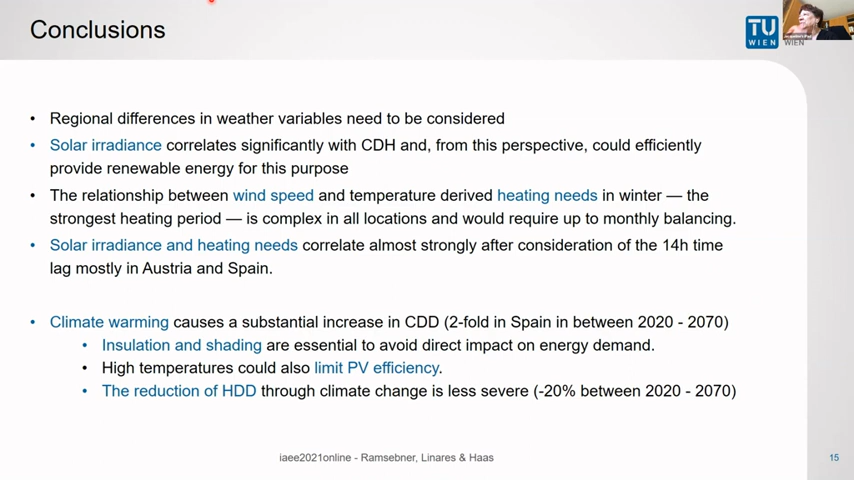 Conclusions
TU
WIEN
WIEN
• Regional differences in weather variables need to be considered
• Solar irradiance correlates significantly with CDH and, from this perspective, could efficiently
provide renewable energy for this purpose
• The relationship between wind speed and temperature derived heating needs in winter — the
strongest heating period — is complex in all locations and would require up to monthly balancing.
• Solar irradiance and heating needs correlate almost strongly after consideration of the 14h time
lag mostly in Austria and Spain.
• Climate warming causes a substantial increase in CDD (2-fold in Spain in between 2020 - 2070)
• Insulation and shading are essential to avoid direct impact on energy demand.
• High temperatures could also limit PV efficiency.
• The reduction of HDD through climate change is less severe (-20% between 2020 - 2070)
iaee2021online - Ramsebner, Linares & Haas
15